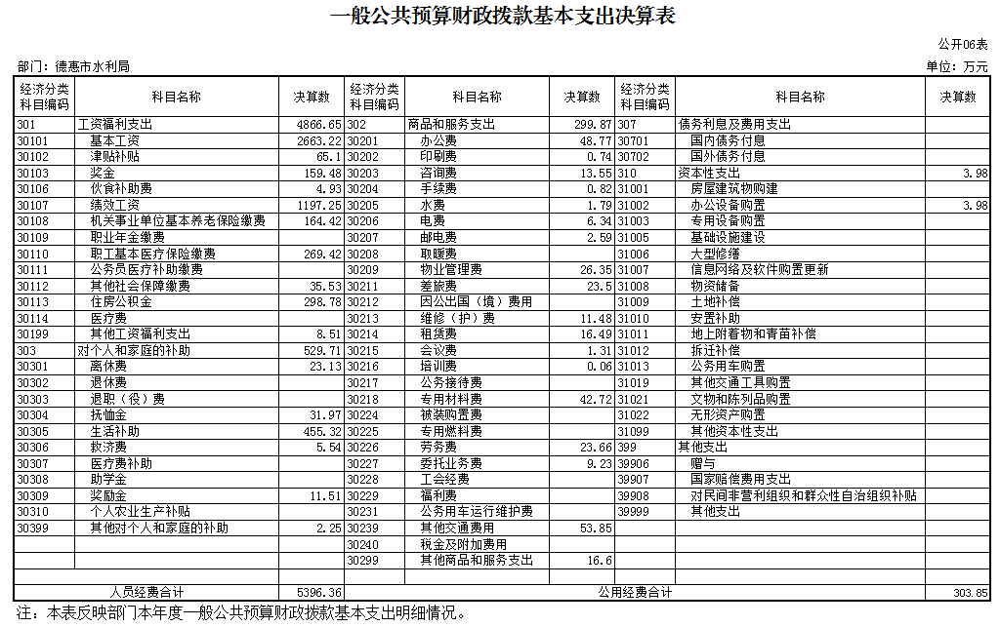 一般公共预算财政拨款基本支出决算表
公开06表
部门：德惠市水利局 单位：万元
经济分类科目编码 科目名称 决算数 经济分类科目编码 科目名称 决算数 经济分类科目编码 科目名称 决算数
301 工资福利支出 4866.65 302 商品和服务支出 299.87 307 债务利息及费用支出
30101 基本工资 2663.22 30201 办公费 48.77 30701 国内债务付息
30102 津贴补贴 65.1 30202 印刷费 0.74 30702 国外债务付息
30103 奖金 159.48 30203 咨询费 13.55 310 资本性支出 3.98
30106 伙食补助费 4.93 30204 手续费 0.82 31001 房屋建筑物购建
30107 绩效工资 1197.25 30205 水费 1.79 31002 办公设备购置 3.98
30108 机关事业单位基本养老保险缴费 164.42 30206 电费 6.34 31003 专用设备购置
30109 职业年金缴费 30207 邮电费 2.59 31005 基础设施建设
30110 职工基本医疗保险缴费 269.42 30208 取暖费 31006 大型修缮
30111 公务员医疗补助缴费 30209 物业管理费 26.35 31007 信息网络及软件购置更新
30112 其他社会保障缴费 35.53 30211 差旅费 23.5 31008 物资储备
30113 住房公积金 298.78 30212 因公出国（境）费用 31009 土地补偿
30114 医疗费 30213 维修（护）费 11.48 31010 安置补助
30199 其他工资福利支出 8.51 30214 租赁费 16.49 31011 地上附着物和青苗补偿
303 对个人和家庭的补助 529.71 30215 会议费 1.31 31012 拆迁补偿
30301 离休费 23.13 30216 培训费 0.06 31013 公务用车购置
30302 退休费 30217 公务接待费 31019 其他交通工具购置
30303 退职（役）费 30218 专用材料费 42.72 31021 文物和陈列品购置
30304 抚恤金 31.97 30224 被装购置费 31022 无形资产购置
30305 生活补助 455.32 30225 专用燃料费 31099 其他资本性支出
30306 救济费 5.54 30226 劳务费 23.66 399 其他支出
30307 医疗费补助 30227 委托业务费 9.23 39906 赠与
30308 助学金 30228 工会经费 39907 国家赔偿费用支出
30309 奖励金 11.51 30229 福利费 39908 对民间非营利组织和群众性自治组织补贴
30310 个人农业生产补贴 30231 公务用车运行维护费 39999 其他支出
30399 其他对个人和家庭的补助 2.25 30239 其他交通费用 53.85
30240 税金及附加费用
30299 其他商品和服务支出 16.6
人员经费合计 5396.36 公用经费合计 303.85
注：本表反映部门本年度一般公共预算财政拨款基本支出明细情况。